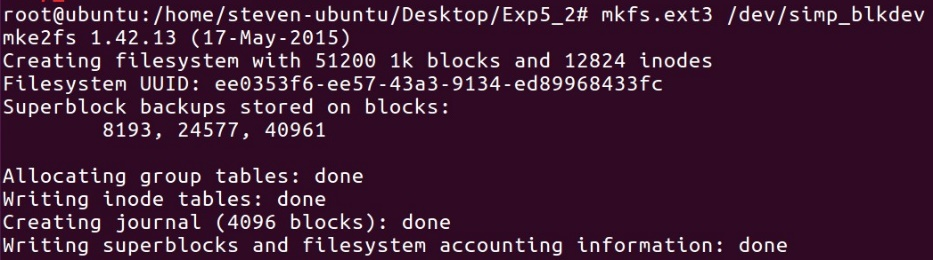 root@ubuntu:/home/steven-ubuntu/Desktop/Exp5_2# mkfs.ext3 /dev/simp_blkdev
mke2fs 1.42.13 (17-May-2015)
Creating filesystem with 51200 1k blocks and 12824 inodes
Filesystem UUID: ee0353f6-ee57-43a3-9134-ed89968433fc
Superblock backups stored on blocks:
        8193, 24577, 40961

Allocating group tables: done
Writing inode tables: done
Creating journal (4096 blocks): done
Writing superblocks and filesystem accounting information: done